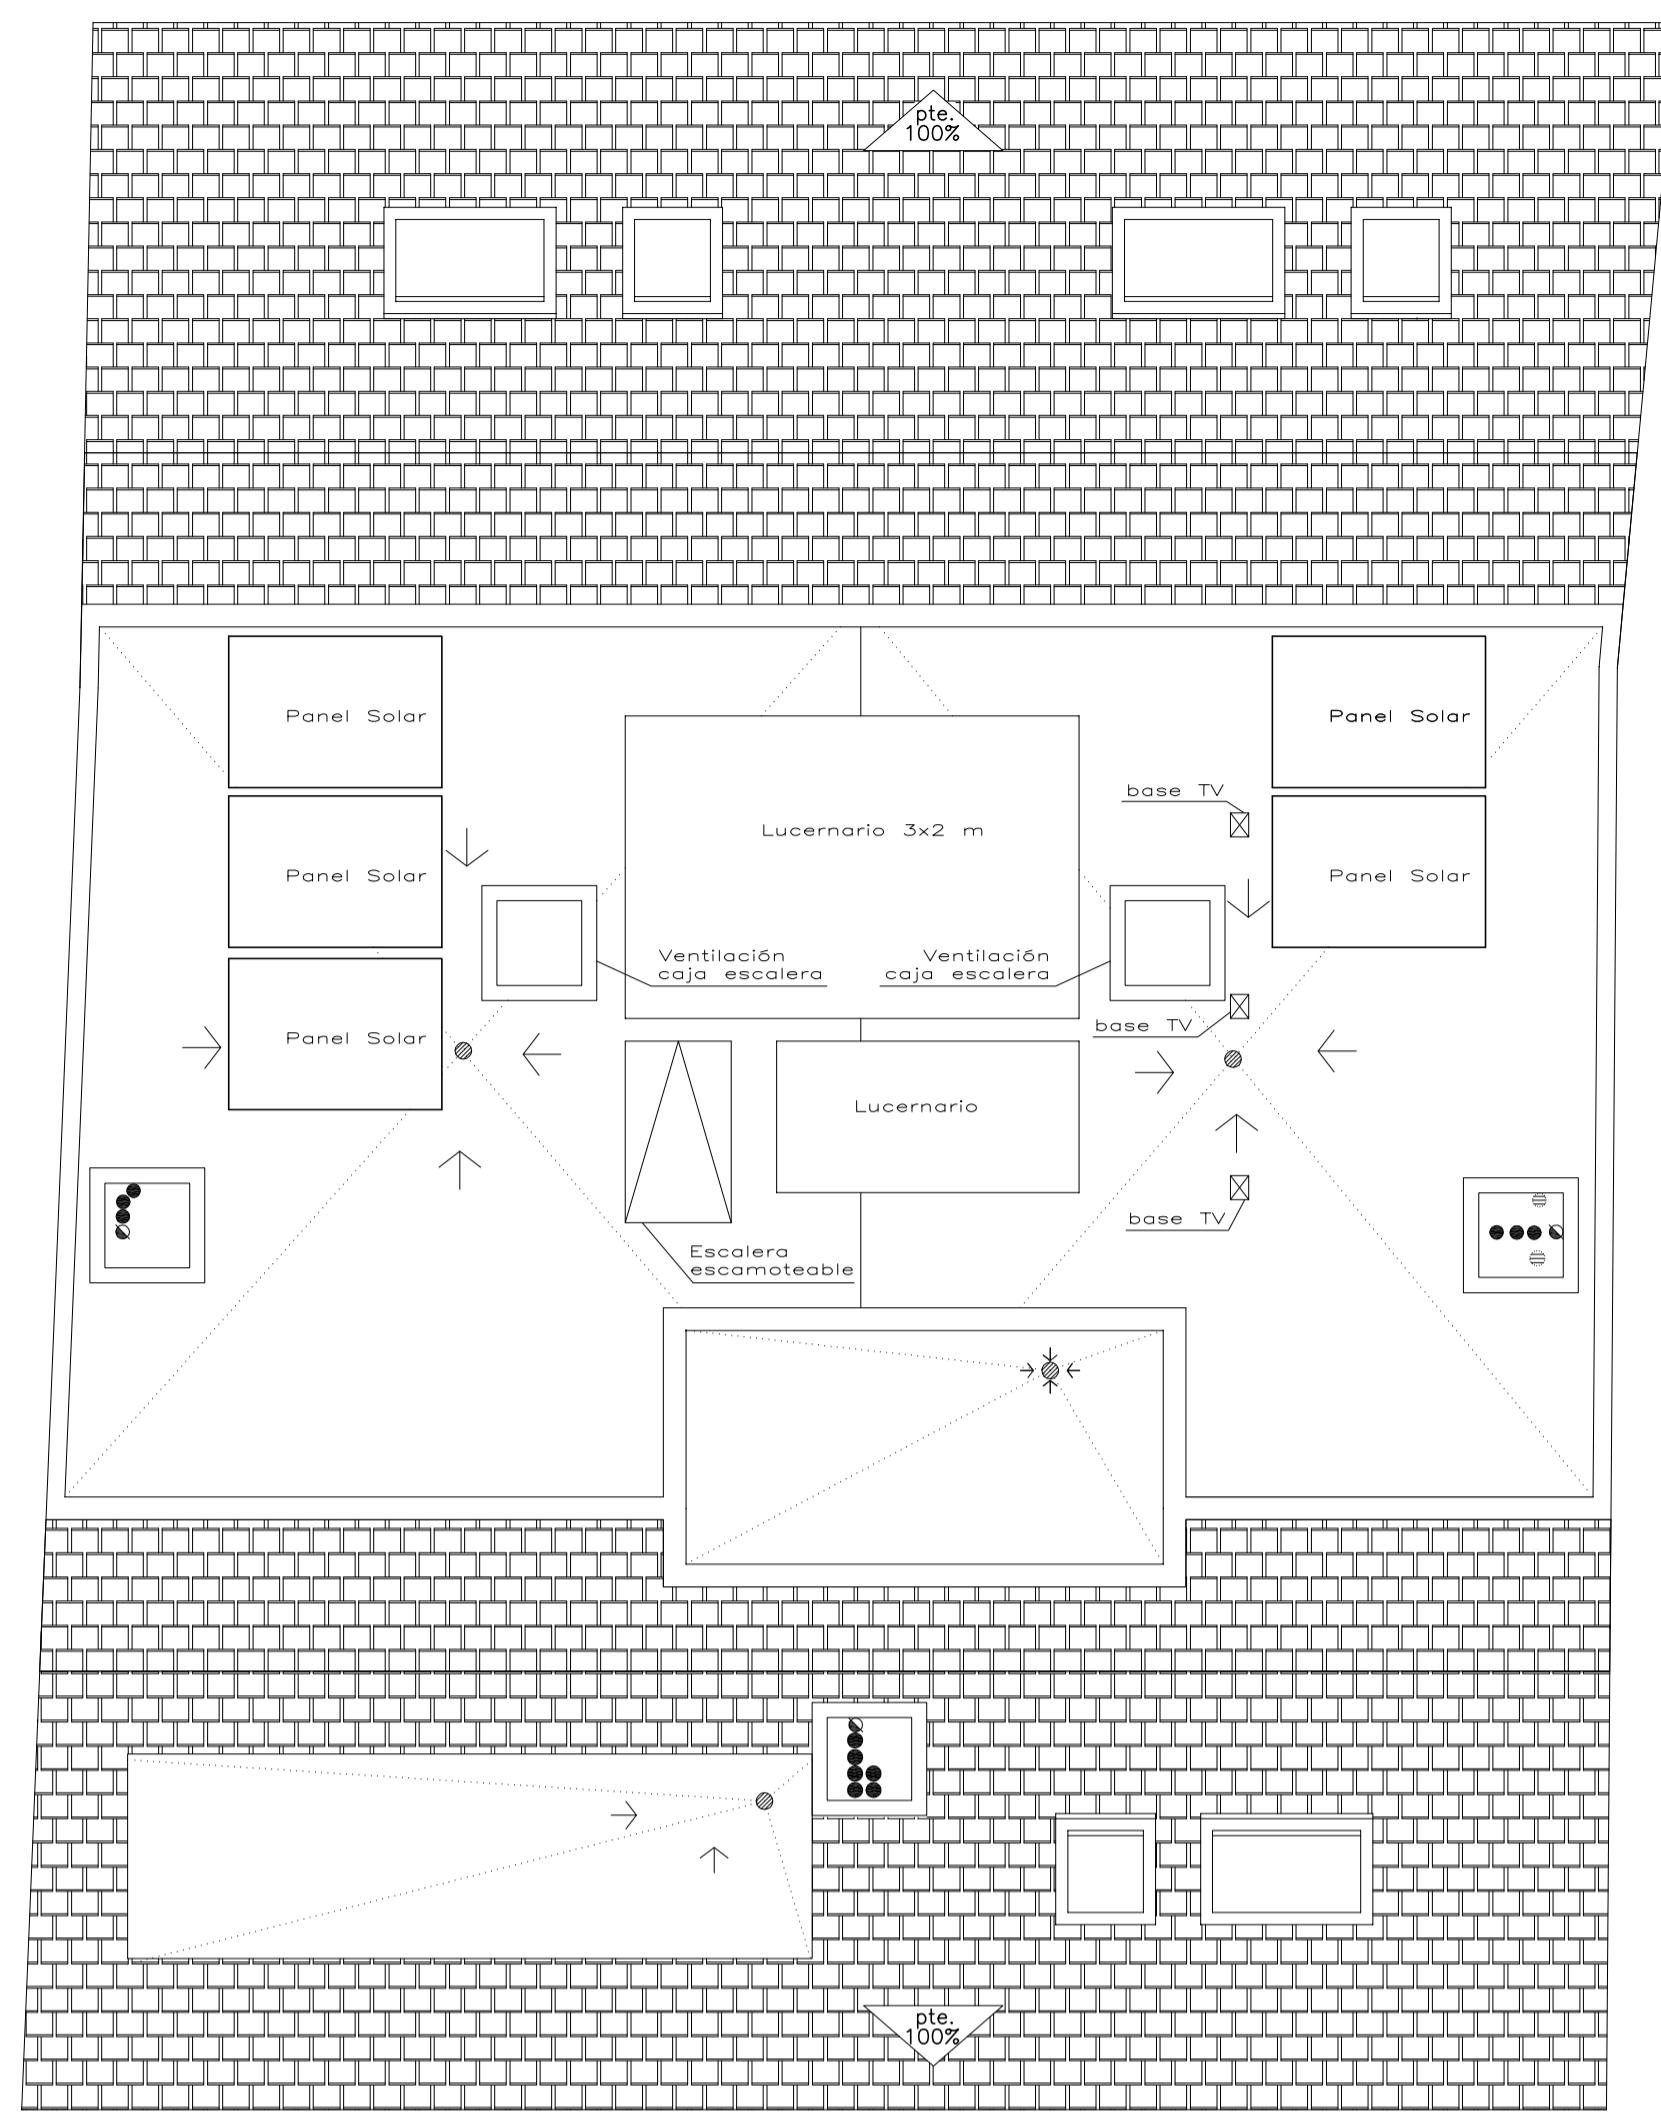 pte.
100%
Panel Solar
Panel Solar
base TV
Lucernario 3x2 m
Panel Solar
Panel Solar
Ventilación
caja escalera
Ventilación
caja escalera
base TV
Panel Solar
Lucernario
base TV
Escalera
escamoteable
pte.
100%